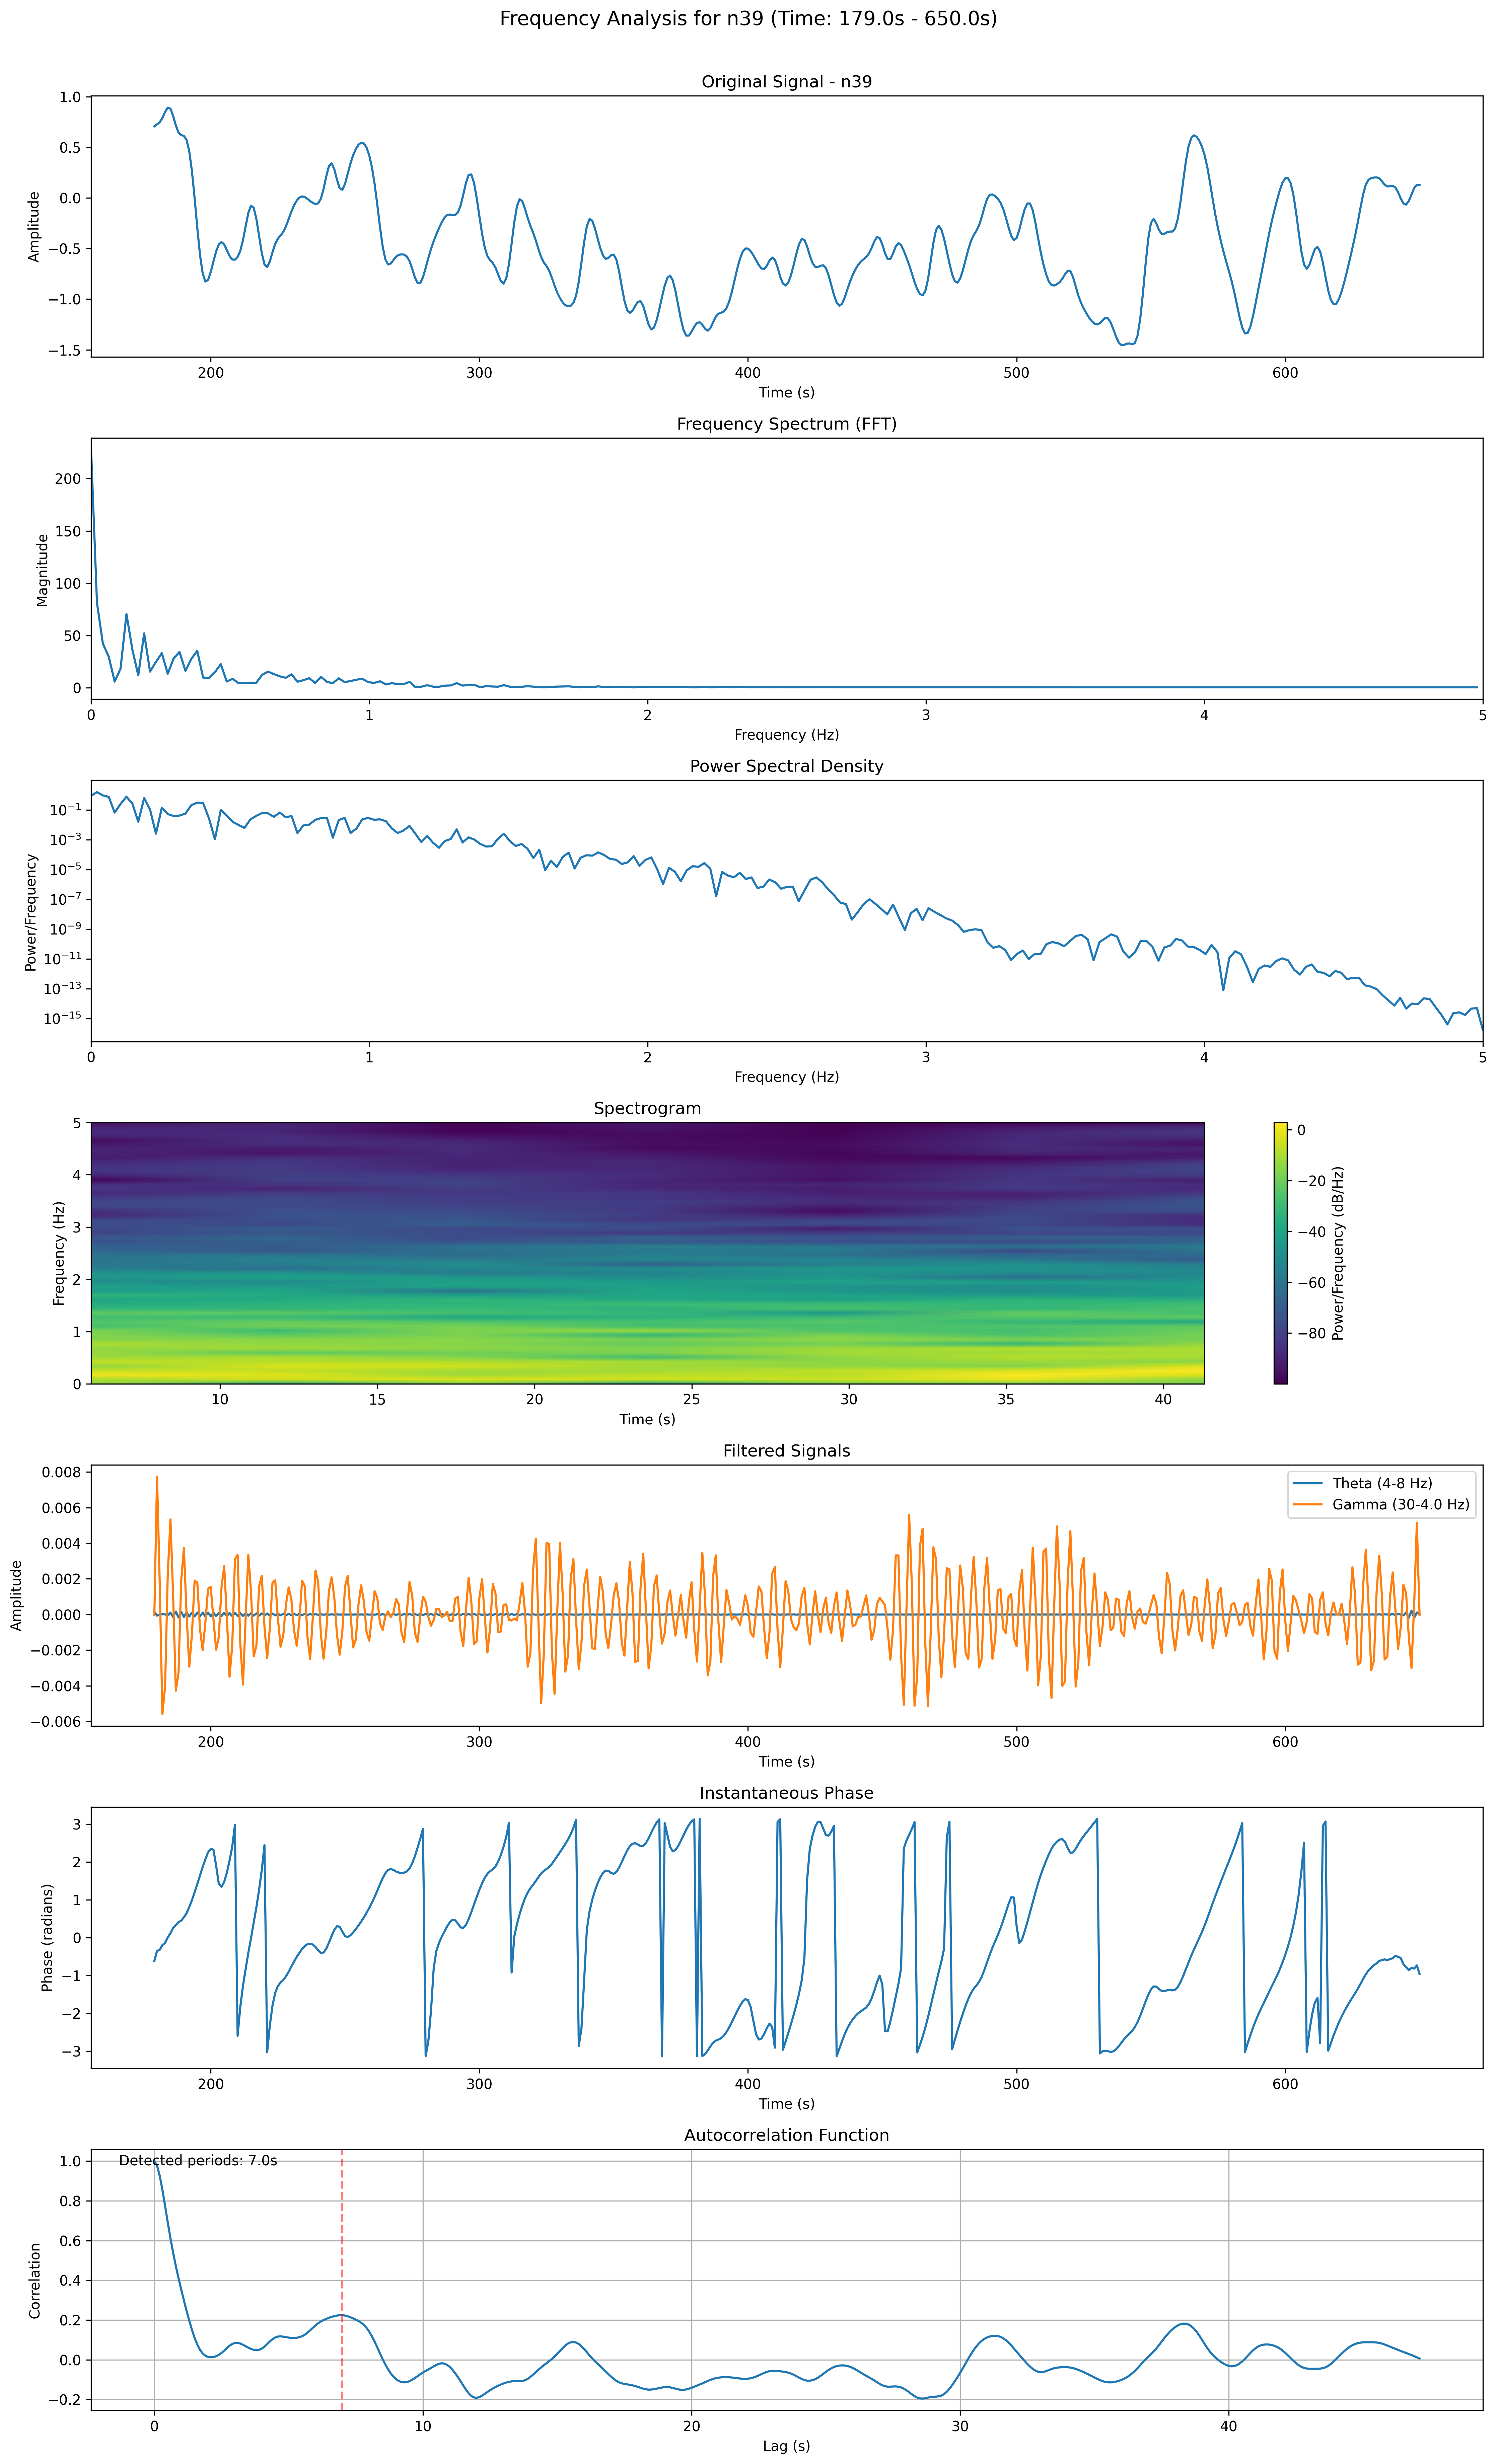 Frequency Analysis for n39 (Time: 179.0s - 650.0s)
Original Signal - n39
1.0
0.5
0.0
−0.5
−1.0
−1.5
Amplitude
200 300 400 500 600
Time (s)
Frequency Spectrum (FFT)
200
150
100
50
0
Magnitude
0 1 2 3 4 5
Frequency (Hz)
Power Spectral Density
10⁻¹
10⁻³
10⁻⁵
10⁻⁷
10⁻⁹
10⁻¹¹
10⁻¹³
10⁻¹⁵
Power/Frequency
0 1 2 3 4 5
Frequency (Hz)
Spectrogram
5
4
3
2
1
0
Frequency (Hz)
10 15 20 25 30 35 40
Time (s)
0
−20
−40
−60
−80
Power/Frequency (dB/Hz)
Filtered Signals
0.008
0.006
0.004
0.002
0.000
−0.002
−0.004
−0.006
Amplitude
Theta (4-8 Hz)
Gamma (30-4.0 Hz)
200 300 400 500 600
Time (s)
Instantaneous Phase
3
2
1
0
−1
−2
−3
Phase (radians)
200 300 400 500 600
Time (s)
Autocorrelation Function
Detected periods: 7.0s
1.0
0.8
0.6
0.4
0.2
0.0
−0.2
Correlation
0 10 20 30 40
Lag (s)